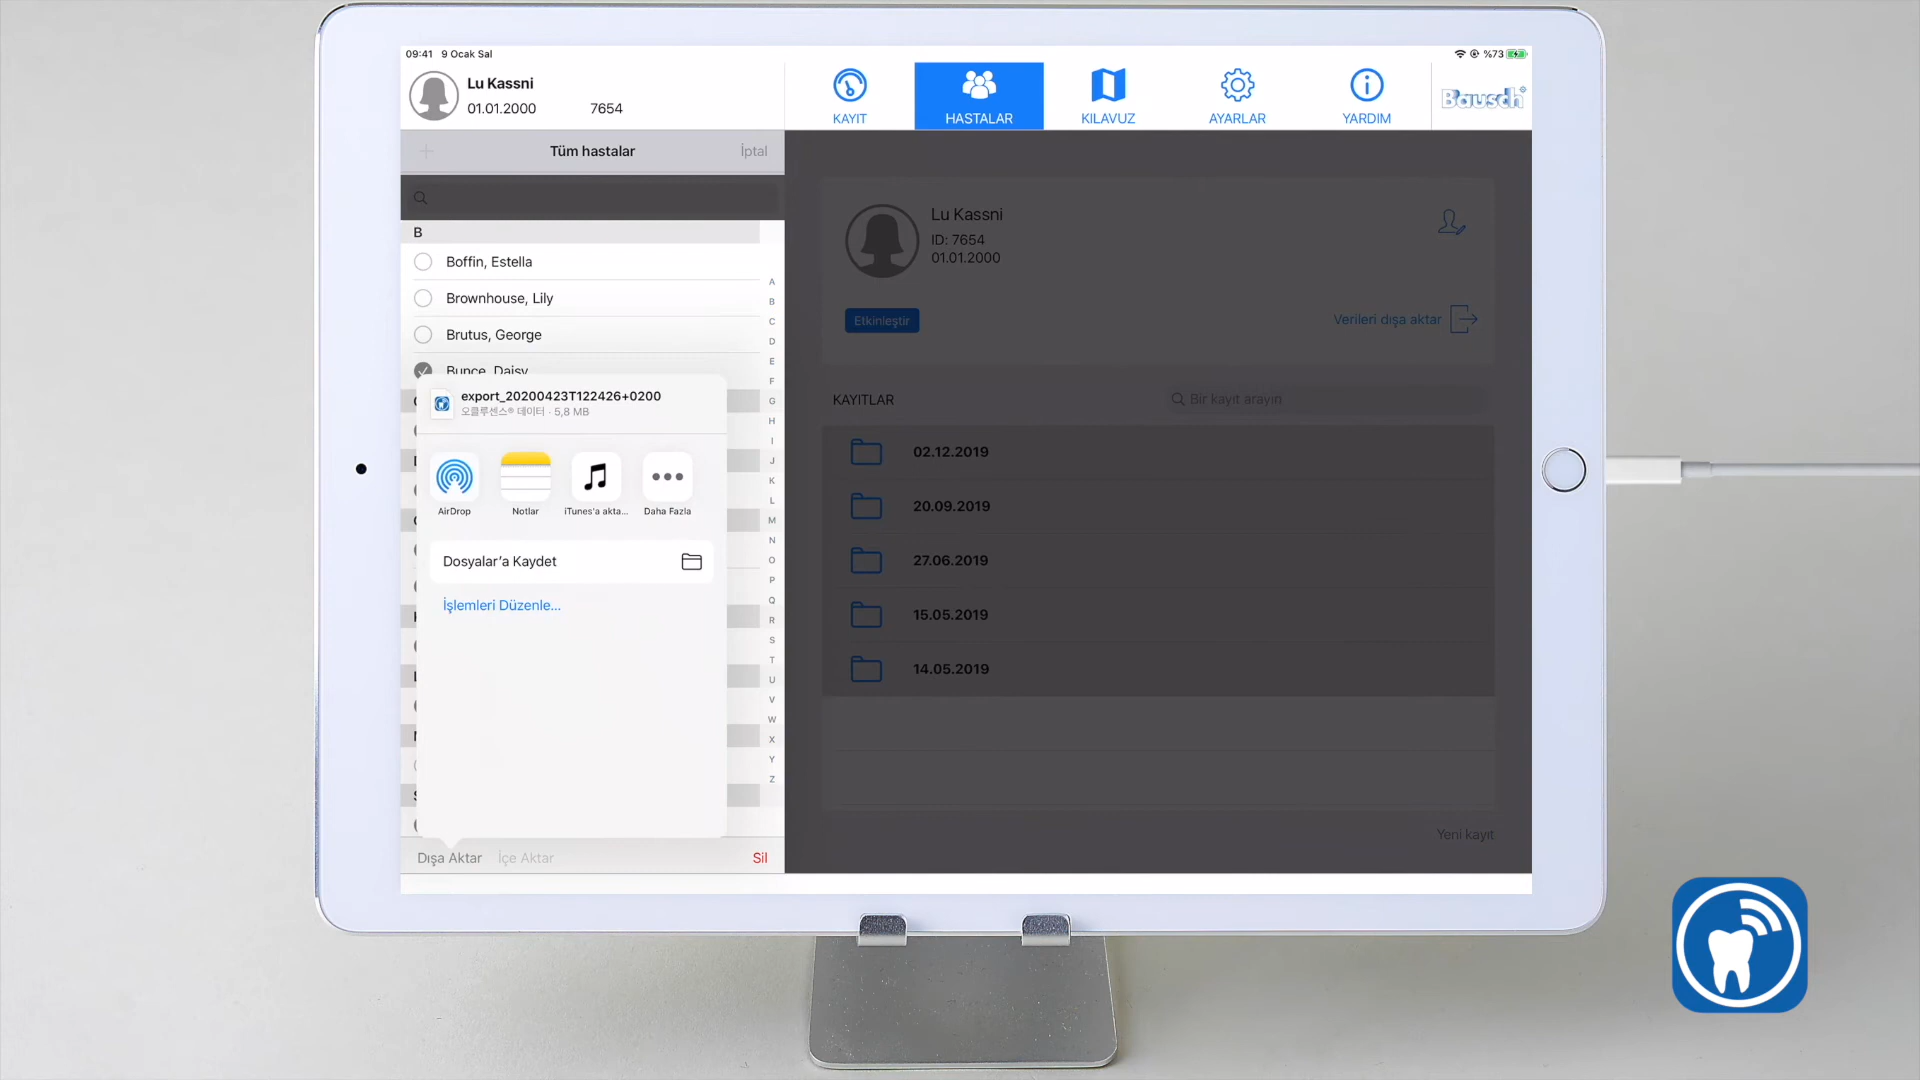 09:41 9 Ocak Sal
%73
Lu Kassni
01.01.2000 7654
KAYIT
HASTALAR
KILAVUZ
AYARLAR
YARDIM
Bausch
Tüm hastalar
İptal
B
Boffin, Estella
Brownhouse, Lily
Brutus, George
Bunce, Daisy
export_20200423T122426+0200
오클루센스® 데이터 · 5,8 MB
AirDrop
Notlar
iTunes'a akta...
Daha Fazla
Dosyalar'a Kaydet
İşlemleri Düzenle...
A
B
C
D
E
F
G
H
I
J
K
L
M
N
O
P
Q
R
S
T
U
V
W
X
Y
Z
Dışa Aktar
İçe Aktar
Sil
Lu Kassni
ID: 7654
01.01.2000
Etkinleştir
Verileri dışa aktar
KAYITLAR
Bir kayıt arayın
02.12.2019
20.09.2019
27.06.2019
15.05.2019
14.05.2019
Yeni kayıt